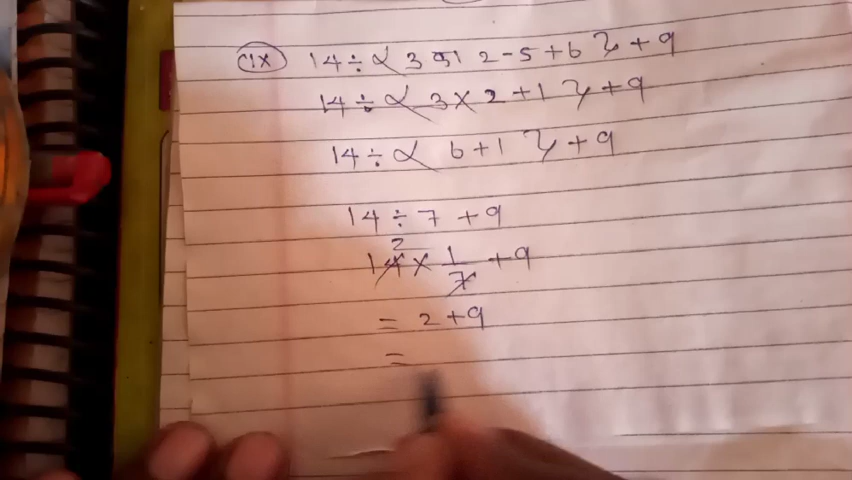 (ix) 14 ÷ { 3 का 2 - 5 + 6 } + 9
14 ÷ { 3 × 2 + 1 } + 9
14 ÷ { 6 + 1 } + 9
14 ÷ 7 + 9
2
14 × 1/7 + 9
= 2 + 9
=